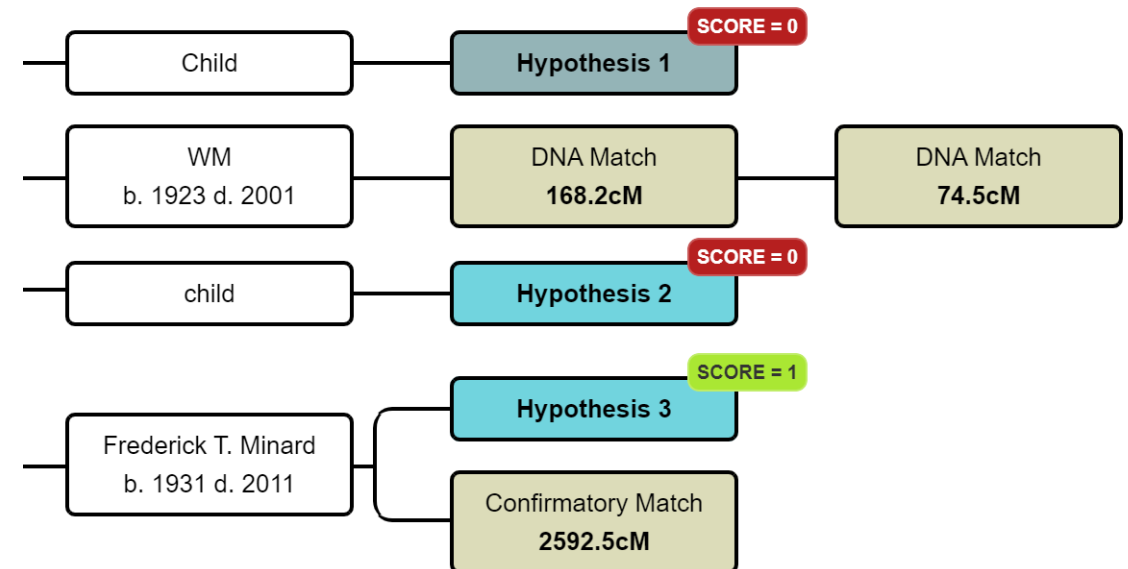 SCORE = 0
Child
Hypothesis 1
WM
b. 1923 d. 2001
DNA Match
168.2cM
DNA Match
74.5cM
SCORE = 0
child
Hypothesis 2
SCORE = 1
Hypothesis 3
Frederick T. Minard
b. 1931 d. 2011
Confirmatory Match
2592.5cM